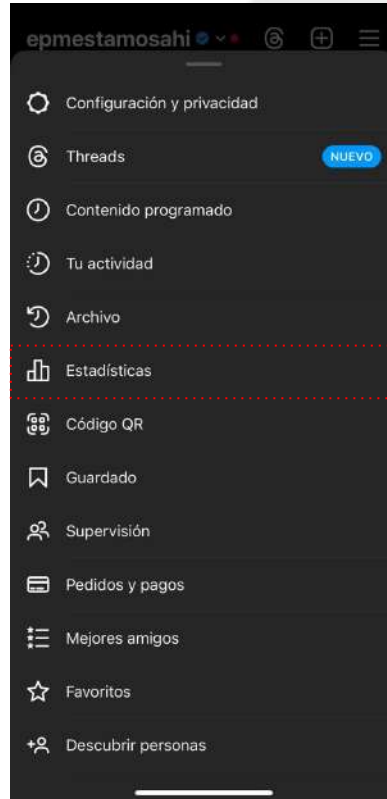 epmestamosahi
Configuración y privacidad
Threads NUEVO
Contenido programado
Tu actividad
Archivo
Estadísticas
Código QR
Guardado
Supervisión
Pedidos y pagos
Mejores amigos
Favoritos
Descubrir personas